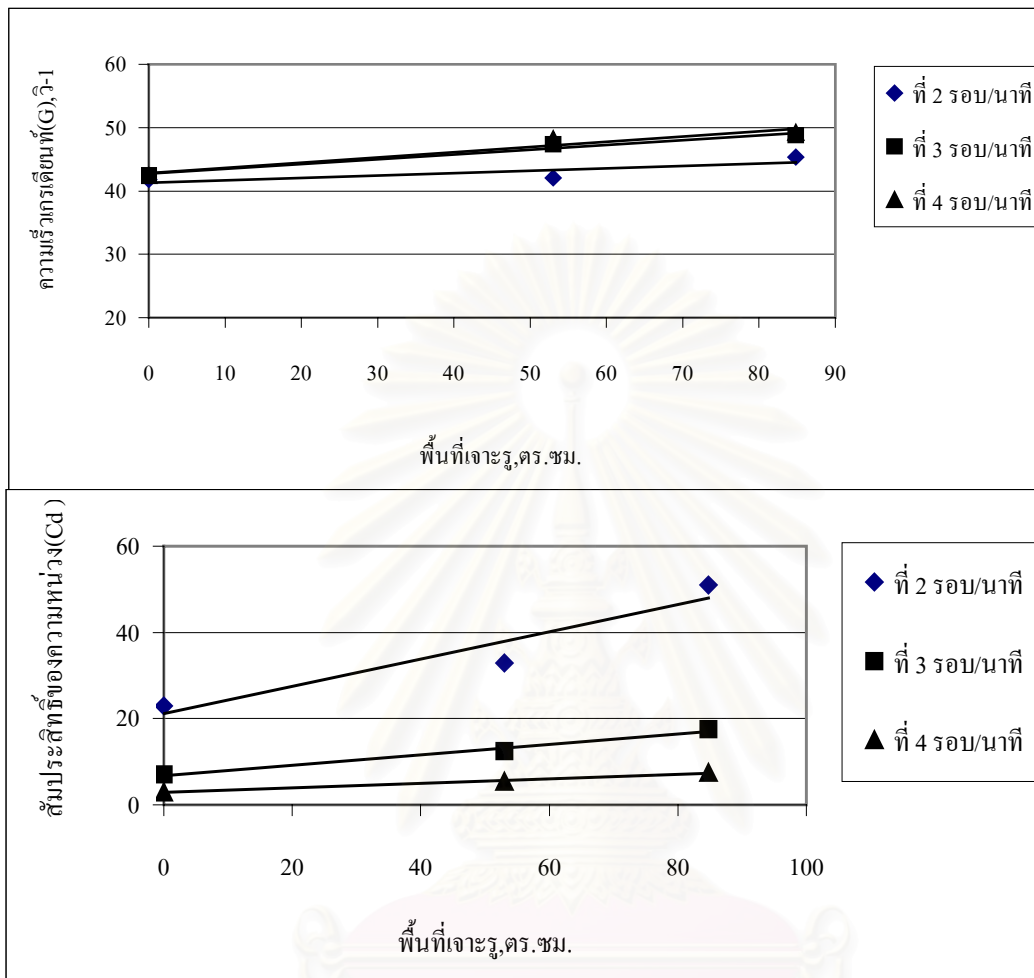 60
50
40
30
20
0 10 20 30 40 50 60 70 80 90
ความเร็วเกรเดียนท์(G),วิ-1
พื้นที่เจาะรู,ตร.ซม.
ที่ 2 รอบ/นาที
ที่ 3 รอบ/นาที
ที่ 4 รอบ/นาที
60
40
20
0
0 20 40 60 80 100
สัมประสิทธิ์ของความหน่วง(Cd )
พื้นที่เจาะรู,ตร.ซม.
ที่ 2 รอบ/นาที
ที่ 3 รอบ/นาที
ที่ 4 รอบ/นาที